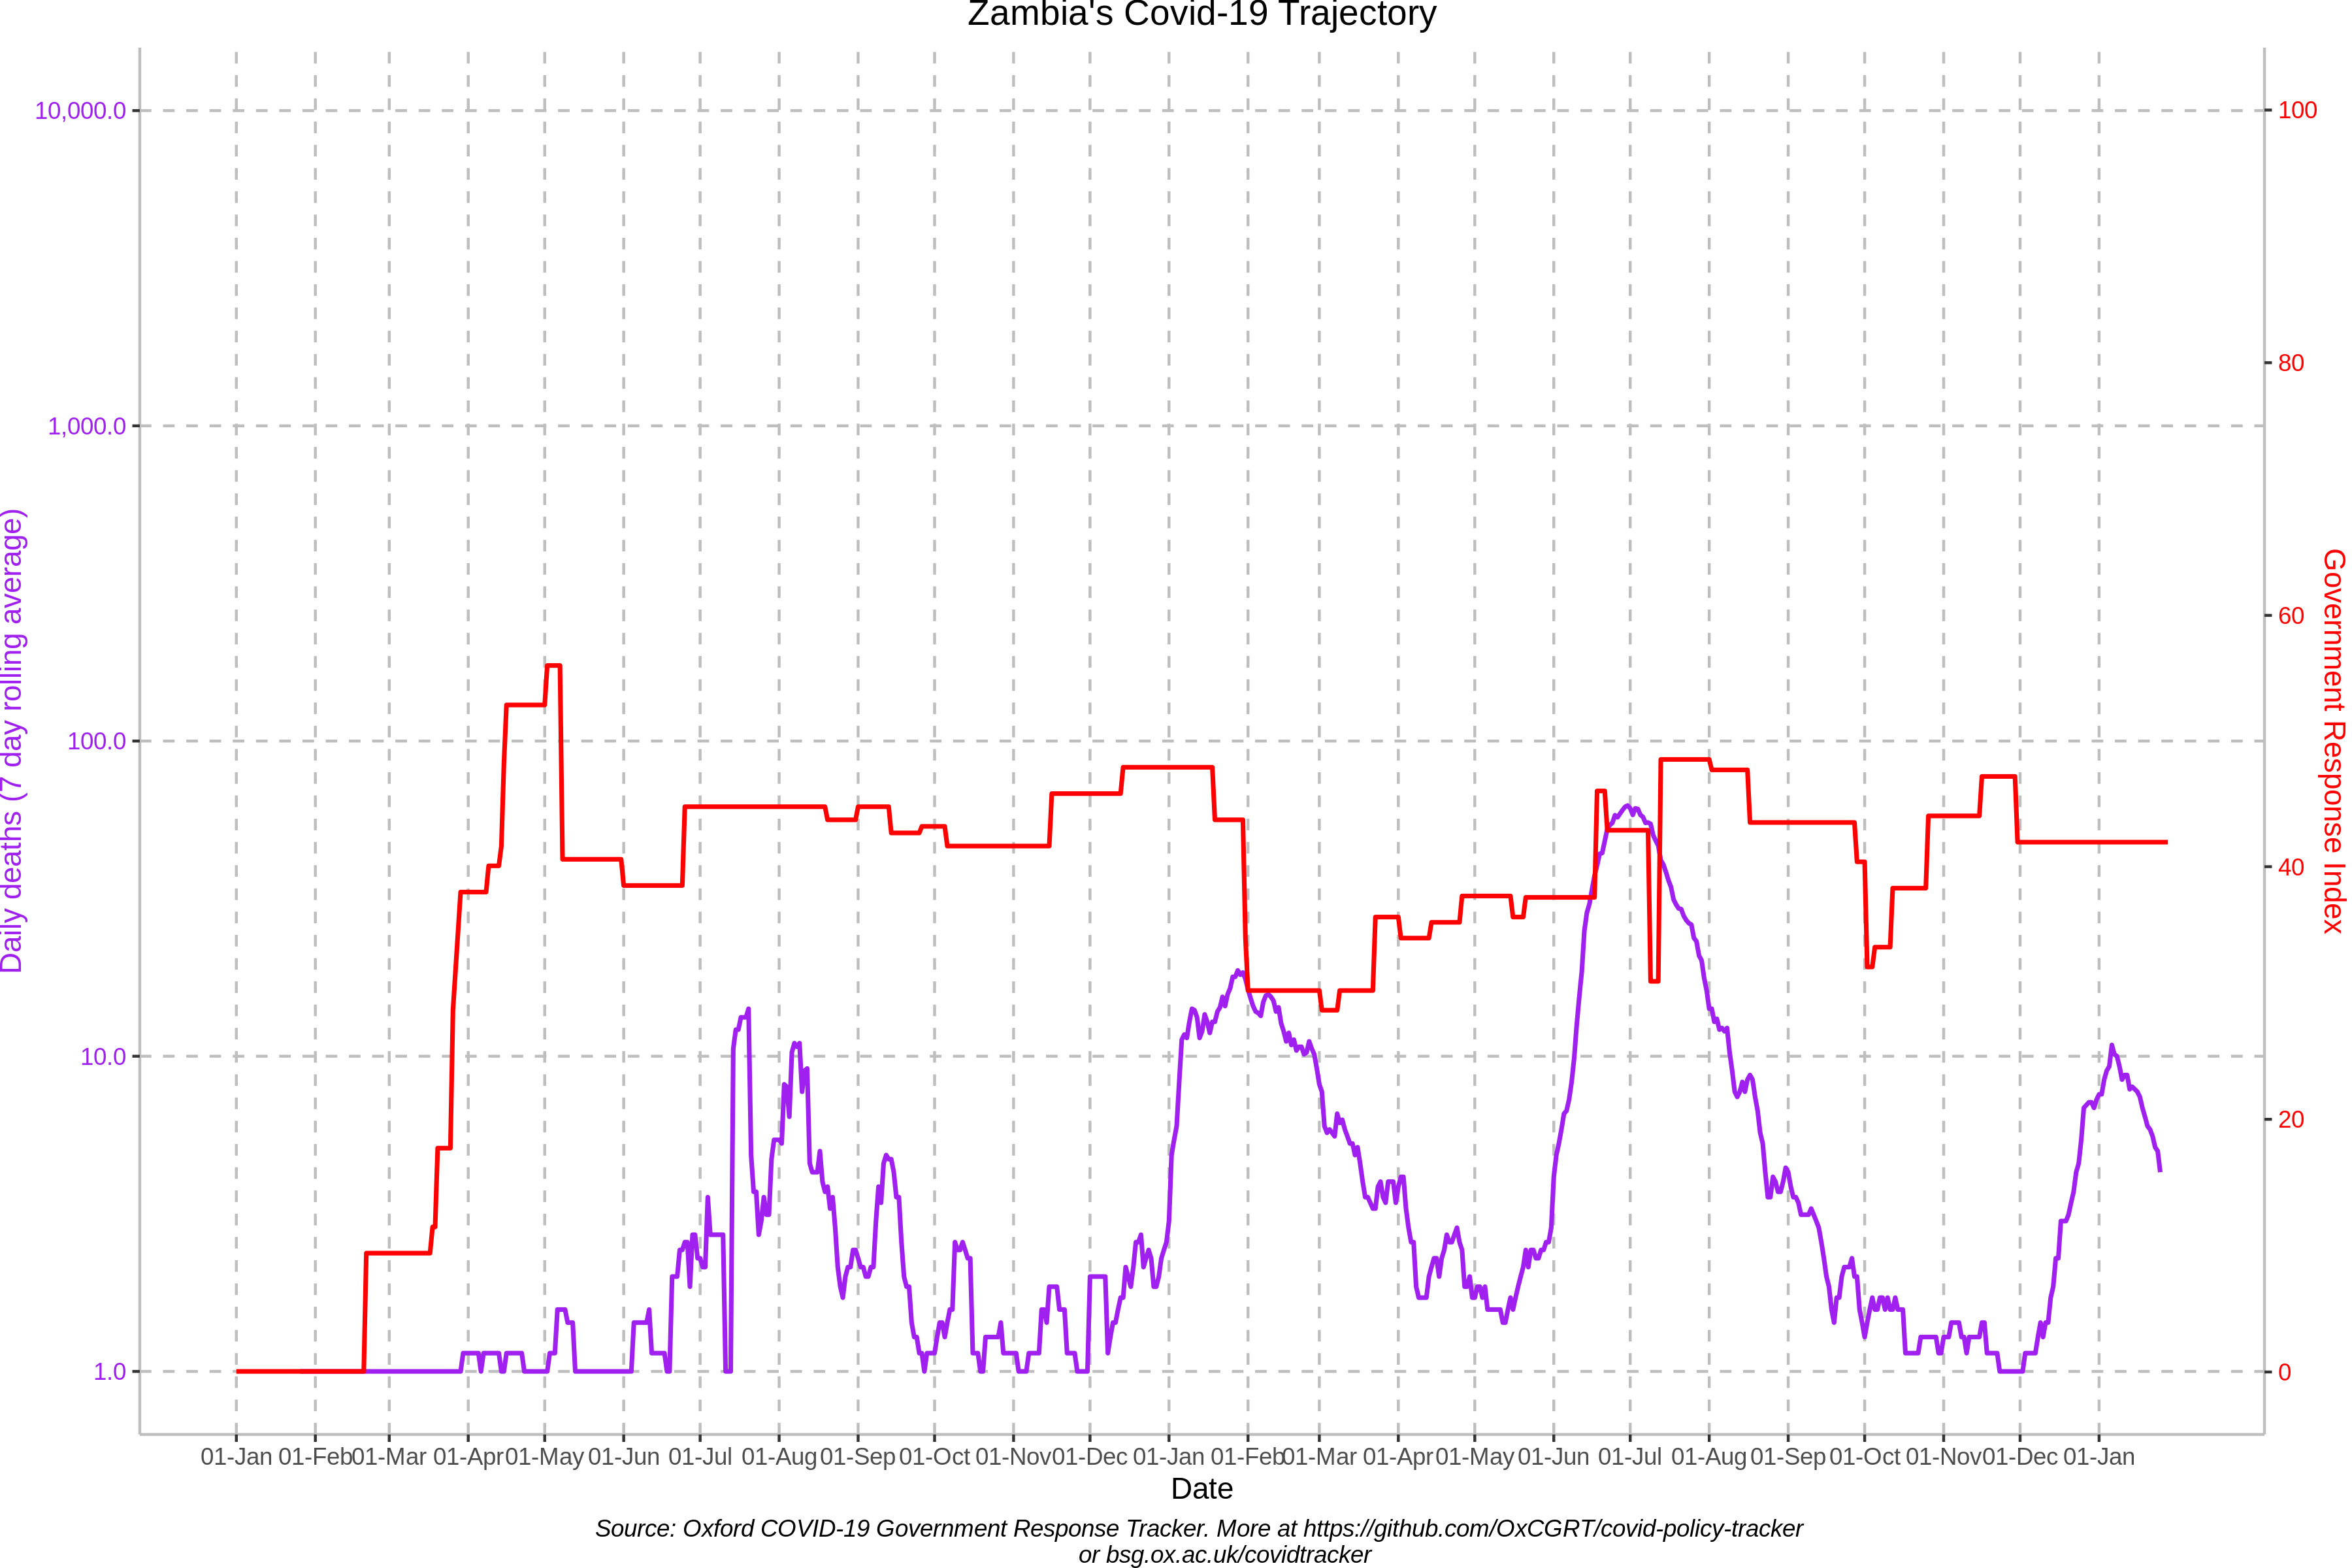 Zambia's Covid-19 Trajectory
10,000.0
1,000.0
100.0
10.0
1.0
Daily deaths (7 day rolling average)
100
80
60
40
20
0
Government Response Index
01-Jan 01-Feb 01-Mar 01-Apr 01-May 01-Jun 01-Jul 01-Aug 01-Sep 01-Oct 01-Nov 01-Dec 01-Jan 01-Feb 01-Mar 01-Apr 01-May 01-Jun 01-Jul 01-Aug 01-Sep 01-Oct 01-Nov 01-Dec 01-Jan
Date
Source: Oxford COVID-19 Government Response Tracker. More at https://github.com/OxCGRT/covid-policy-tracker
or bsg.ox.ac.uk/covidtracker